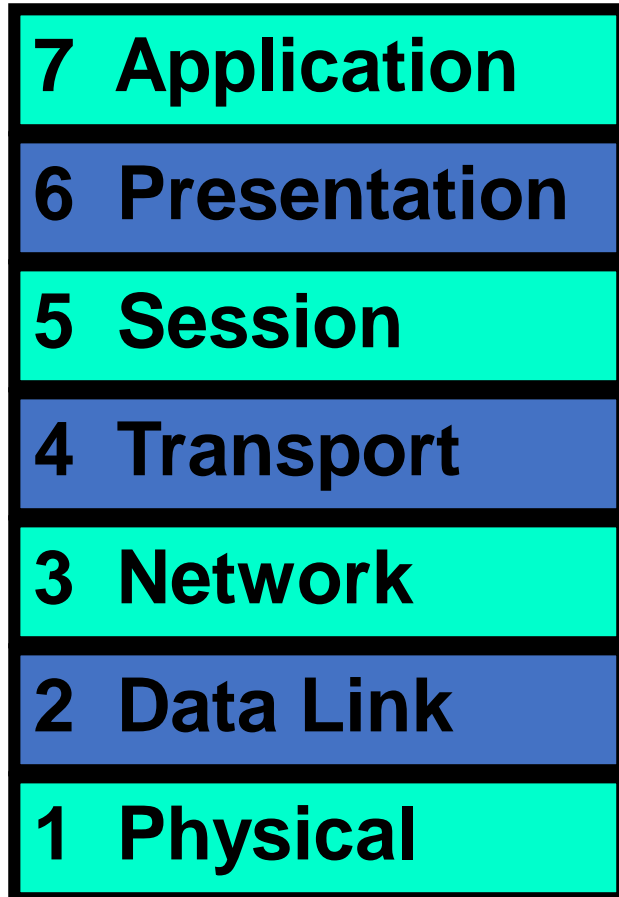 7 Application
6 Presentation
5 Session
4 Transport
3 Network
2 Data Link
1 Physical